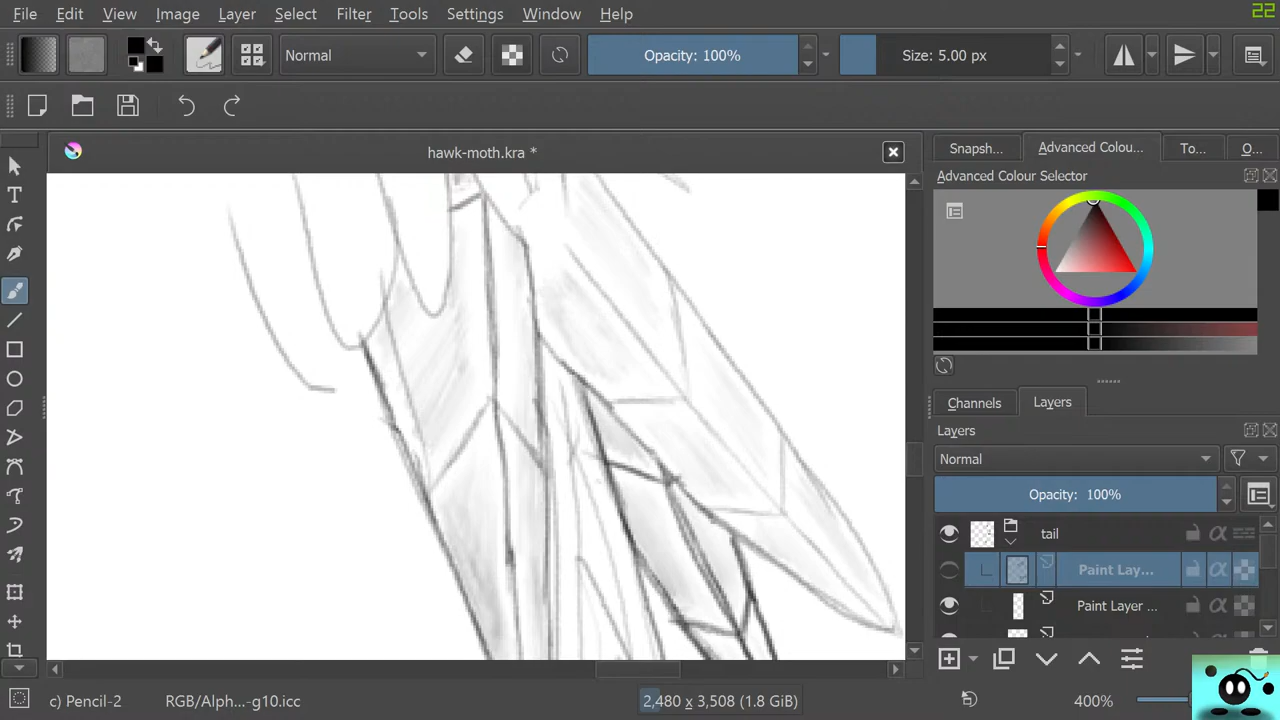 File Edit View Image Layer Select Filter Tools Settings Window Help
22
Normal
Opacity: 100%
Size: 5.00 px
hawk-moth.kra *
Snapsh...
Advanced Colou...
To...
O...
Advanced Colour Selector
Channels
Layers
Layers
Normal
Opacity: 100%
tail
Paint Lay...
Paint Layer ...
c) Pencil-2
RGB/Alph...-g10.icc
2,480 x 3,508 (1.8 GiB)
400%